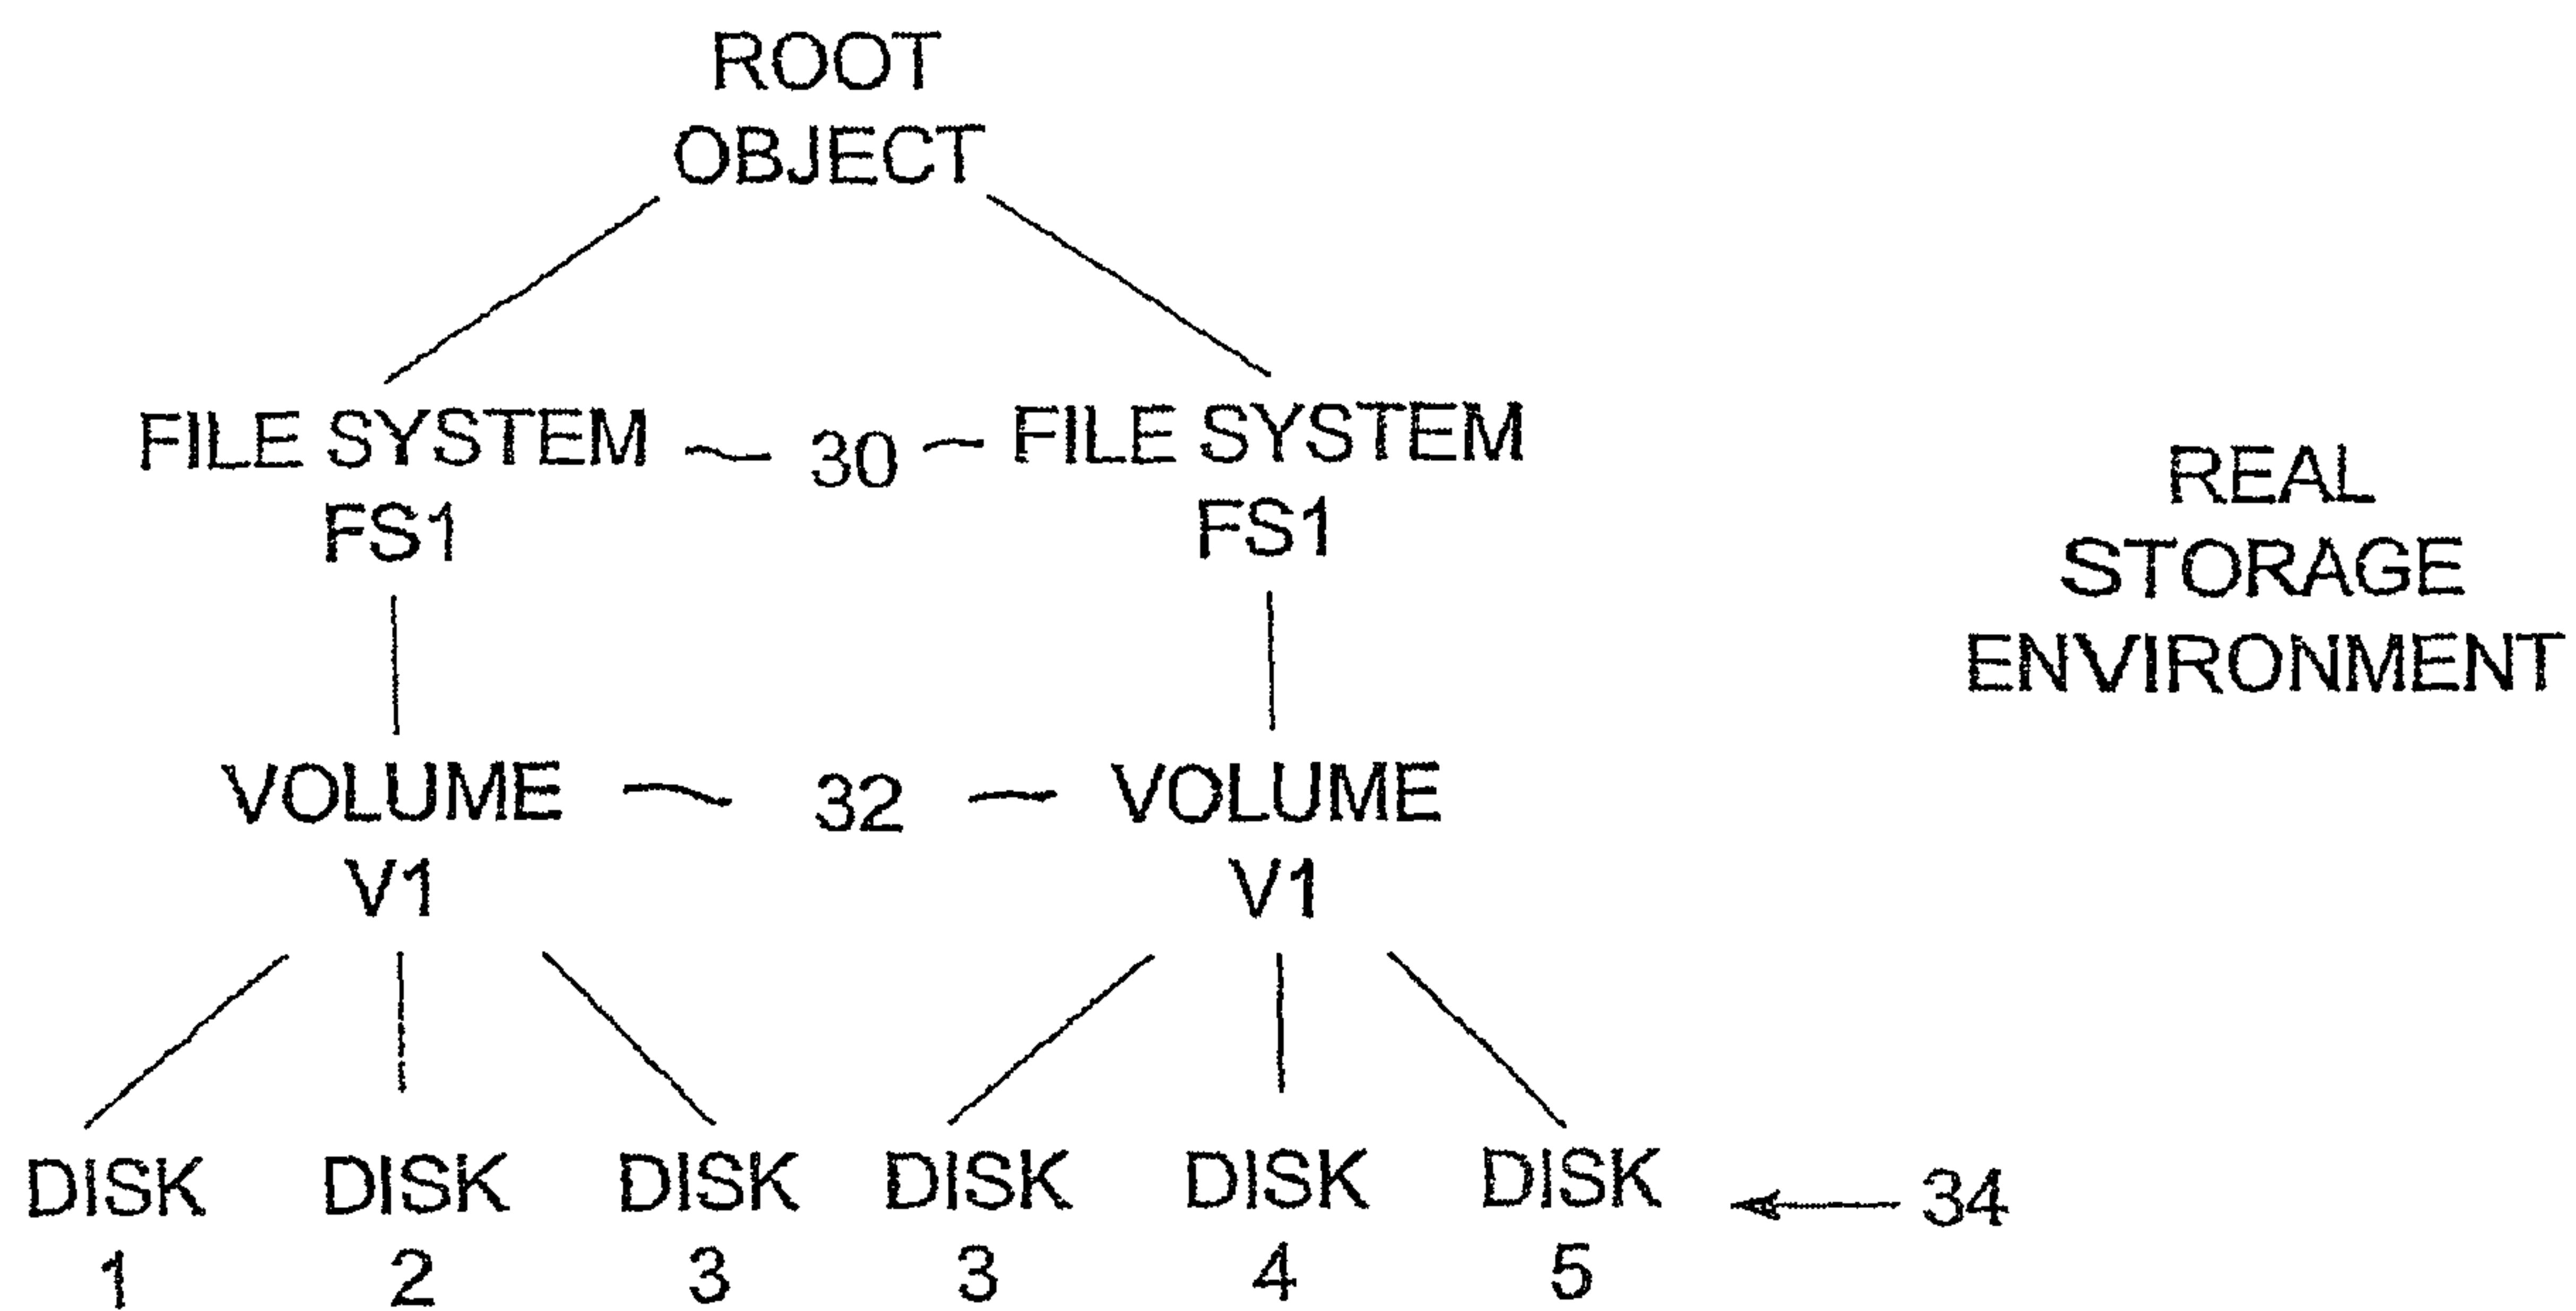 ROOT
OBJECT
FILE SYSTEM 30 FILE SYSTEM
FS1 FS1
REAL
STORAGE
ENVIRONMENT
VOLUME 32 VOLUME
V1 V1
DISK DISK DISK DISK DISK DISK 34
1 2 3 3 4 5